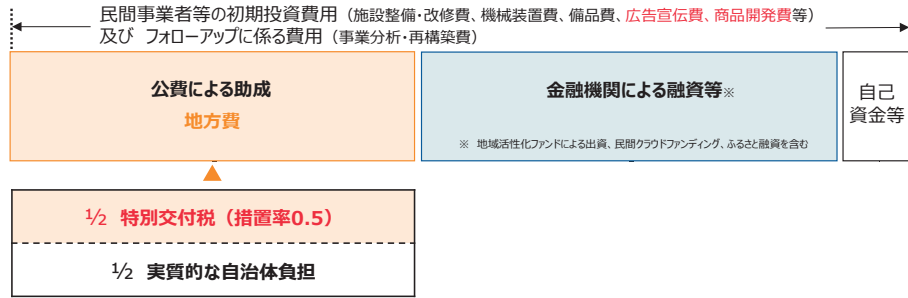 民間事業者等の初期投資費用（施設整備・改修費、機械装置費、備品費、広告宣伝費、商品開発費等）
及び フォローアップに係る費用（事業分析・再構築費）
公費による助成
地方費
金融機関による融資等※
※ 地域活性化ファンドによる出資、民間クラウドファンディング、ふるさと融資を含む
自己
資金等
½ 特別交付税（措置率0.5）
½ 実質的な自治体負担